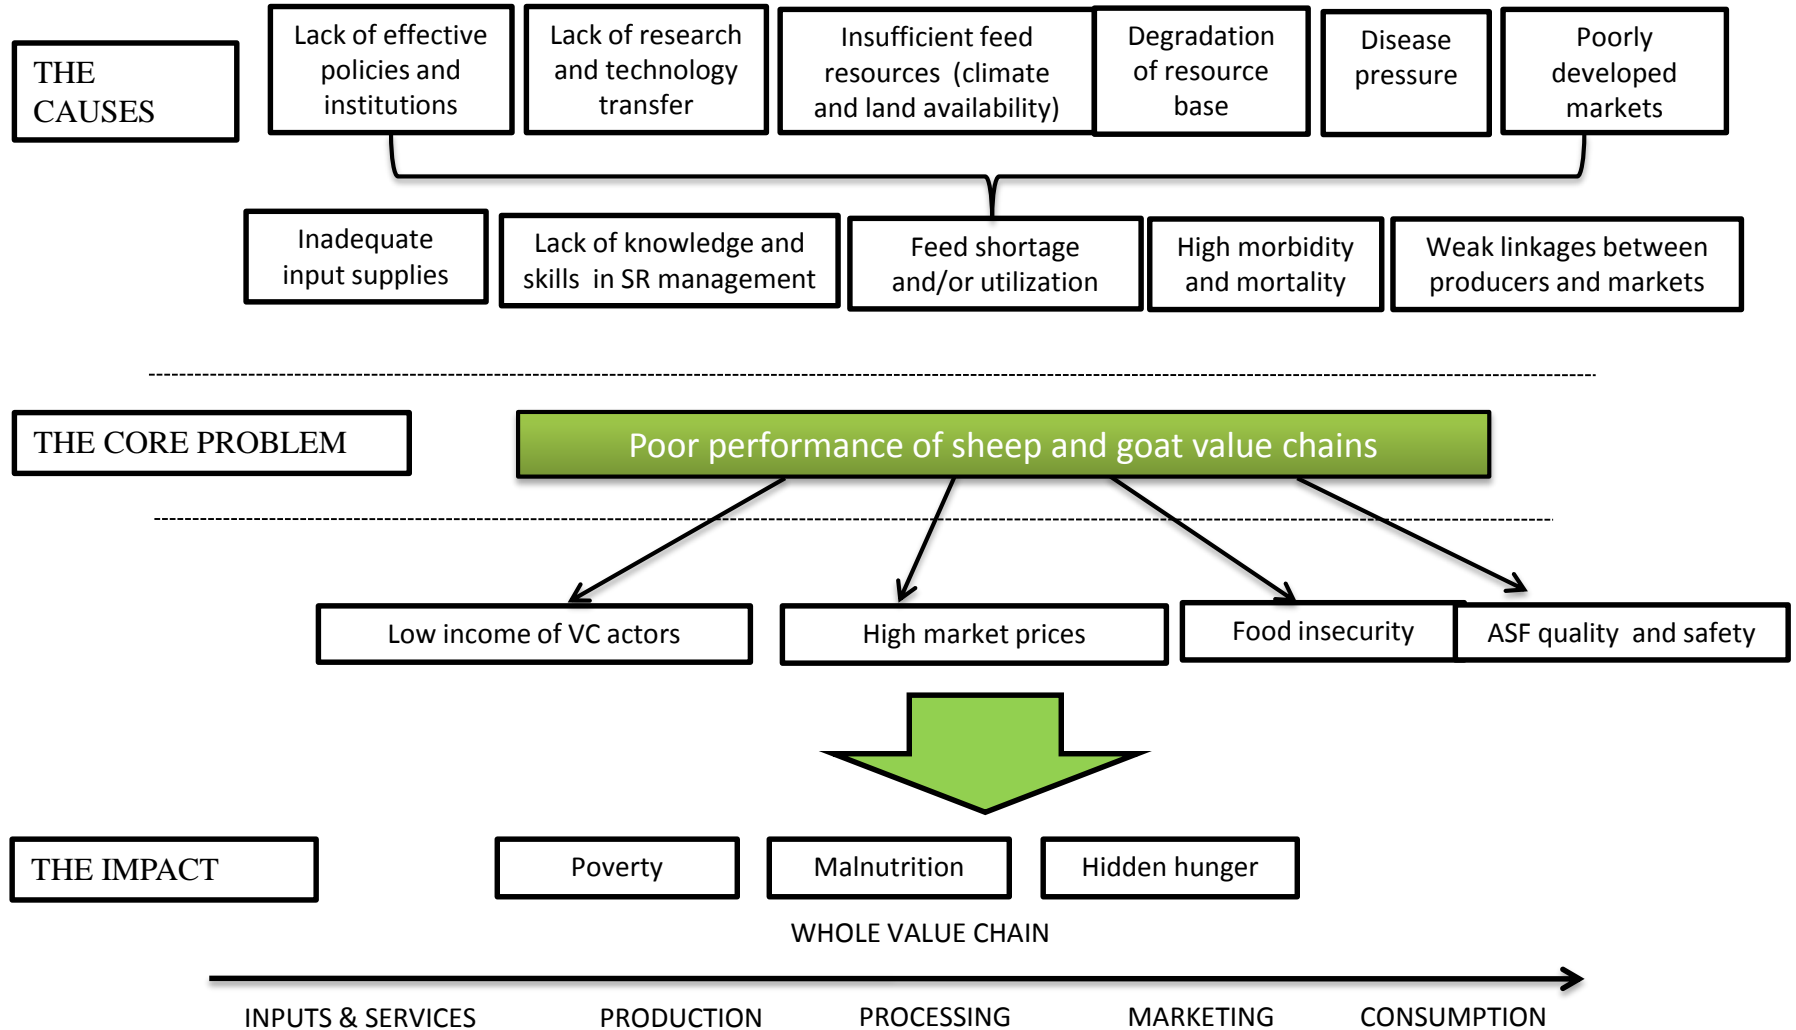 THE
CAUSES
Lack of effective
policies and
institutions
Lack of research
and technology
transfer
Insufficient feed
resources (climate
and land availability)
Degradation
of resource
base
Disease
pressure
Poorly
developed
markets
Inadequate
input supplies
Lack of knowledge and
skills in SR management
Feed shortage
and/or utilization
High morbidity
and mortality
Weak linkages between
producers and markets
THE CORE PROBLEM
Poor performance of sheep and goat value chains
Low income of VC actors
High market prices
Food insecurity
ASF quality and safety
THE IMPACT
Poverty
Malnutrition
Hidden hunger
WHOLE VALUE CHAIN
INPUTS & SERVICES
PRODUCTION
PROCESSING
MARKETING
CONSUMPTION